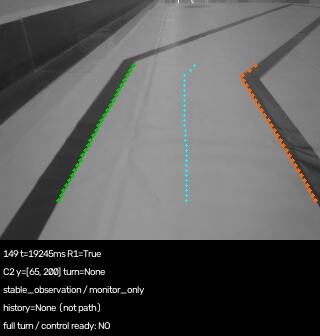 149 t=19245ms R1=True
C2 y=[65, 200] turn=None
stable_observation / monitor_only
history=None (not path)
full turn / control ready: NO